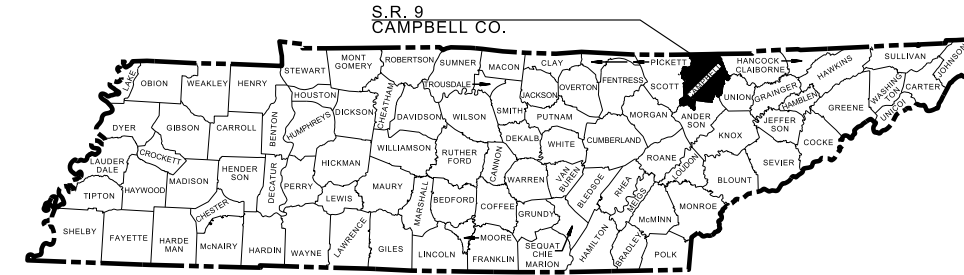 S.R. 9
CAMPBELL CO.
LAKE
OBION
WEAKLEY
HENRY
STEWART
MONT
GOMERY
ROBERTSON
SUMNER
TROUSDALE
MACON
CLAY
PICKETT
FENTRESS
SCOTT
CAMPBELL
HANCOCK
CLAIBORNE
HAWKINS
SULLIVAN
JOHNSON
CARTER
WASHING
TON
UNICOI
GREENE
HAMBLEN
GRAINGER
UNION
ANDER
SON
MORGAN
OVERTON
JACKSON
PUTNAM
SMITH
WILSON
DAVIDSON
CHEATHAM
DICKSON
HOUSTON
HUMPHREYS
BENTON
CARROLL
GIBSON
DYER
CROCKETT
LAUDER
DALE
HAYWOOD
MADISON
HENDER
SON
DECATUR
PERRY
HICKMAN
WILLIAMSON
RUTHER
FORD
CANNON
DEKALB
WHITE
CUMBERLAND
ROANE
LOUDON
KNOX
JEFFER
SON
COCKE
SEVIER
BLOUNT
MONROE
McMINN
MEIGS
RHEA
BLEDSOE
VAN
BUREN
WARREN
COFFEE
BEDFORD
MARSHALL
MAURY
LEWIS
CHESTER
TIPTON
SHELBY
FAYETTE
HARDE
MAN
McNAIRY
HARDIN
WAYNE
LAWRENCE
GILES
LINCOLN
MOORE
FRANKLIN
GRUNDY
SEQUAT
CHIE
MARION
HAMILTON
BRADLEY
POLK